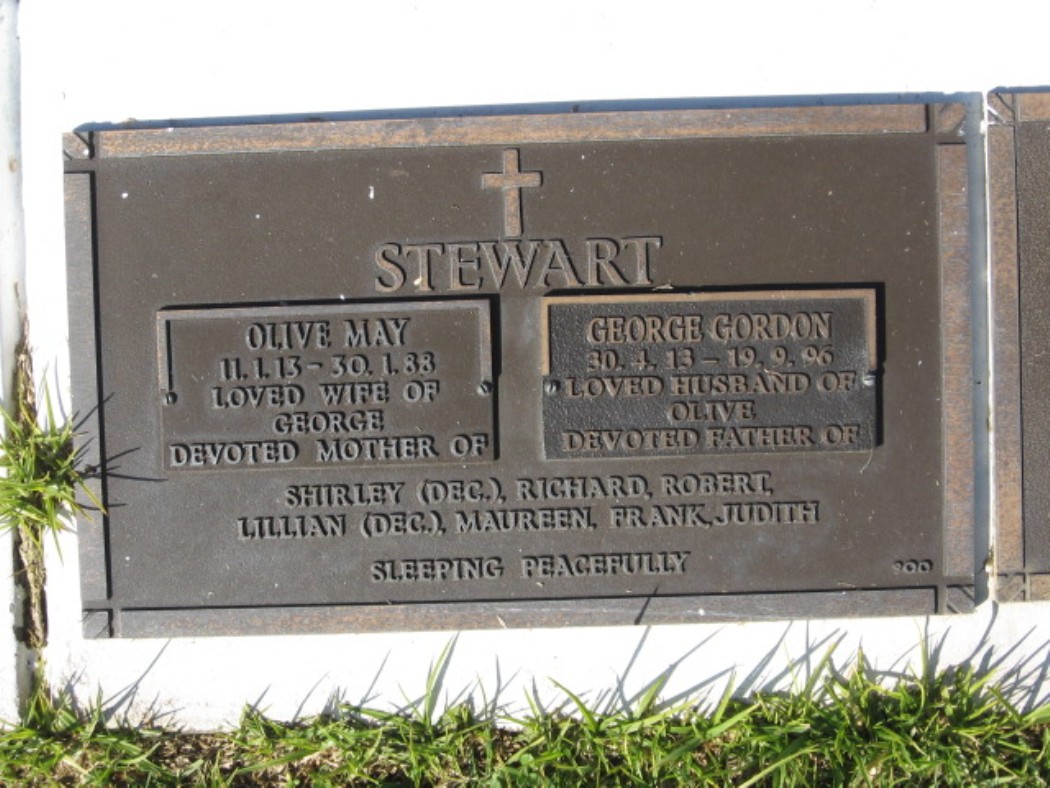 STEWART
OLIVE MAY
11.1.13 - 30.1.88
LOVED WIFE OF
GEORGE
DEVOTED MOTHER OF
GEORGE GORDON
30.4.13 - 19.9.96
LOVED HUSBAND OF
OLIVE
DEVOTED FATHER OF
SHIRLEY (DEC.), RICHARD, ROBERT,
LILLIAN (DEC.), MAUREEN, FRANK, JUDITH
SLEEPING PEACEFULLY
900